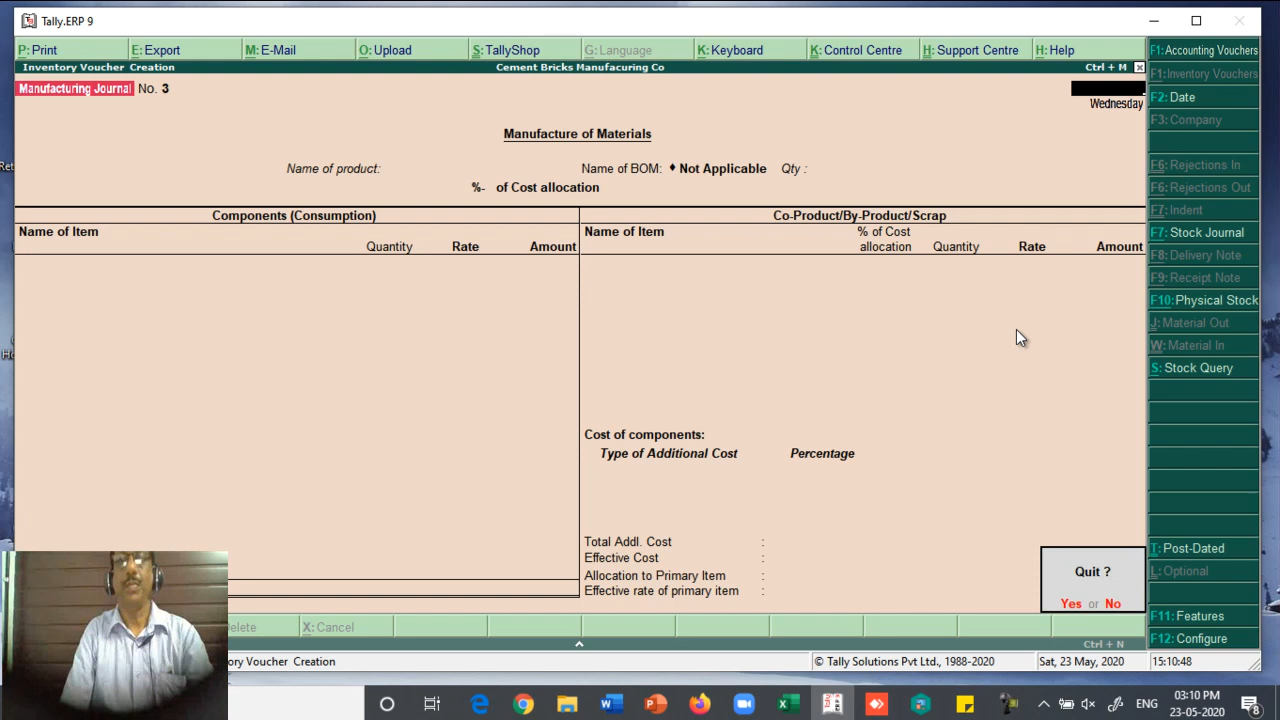 Tally.ERP 9
P: Print E: Export M: E-Mail O: Upload S: TallyShop G: Language K: Keyboard K: Control Centre H: Support Centre H: Help
Inventory Voucher Creation Cement Bricks Manufacturing Co Ctrl + M
Manufacturing Journal No. 3
Wednesday
Manufacture of Materials
Name of product: Name of BOM: ♦ Not Applicable Qty :
%- of Cost allocation
Components (Consumption) Co-Product/By-Product/Scrap
Name of Item Quantity Rate Amount
Name of Item % of Cost allocation Quantity Rate Amount
Cost of components:
Type of Additional Cost Percentage
Total Addl. Cost :
Effective Cost :
Allocation to Primary Item :
Effective rate of primary item :
Quit ?
Yes or No
F1: Accounting Vouchers
F1: Inventory Vouchers
F2: Date
F3: Company
F6: Rejections In
F6: Rejections Out
F7: Indent
F7: Stock Journal
F8: Delivery Note
F9: Receipt Note
F10: Physical Stock
J: Material Out
W: Material In
S: Stock Query
T: Post-Dated
L: Optional
F11: Features
F12: Configure
X: Cancel
Ctrl + N
Voucher Creation © Tally Solutions Pvt Ltd., 1988-2020 Sat, 23 May, 2020 15:10:48
ENG
03:10 PM
23-05-2020
8